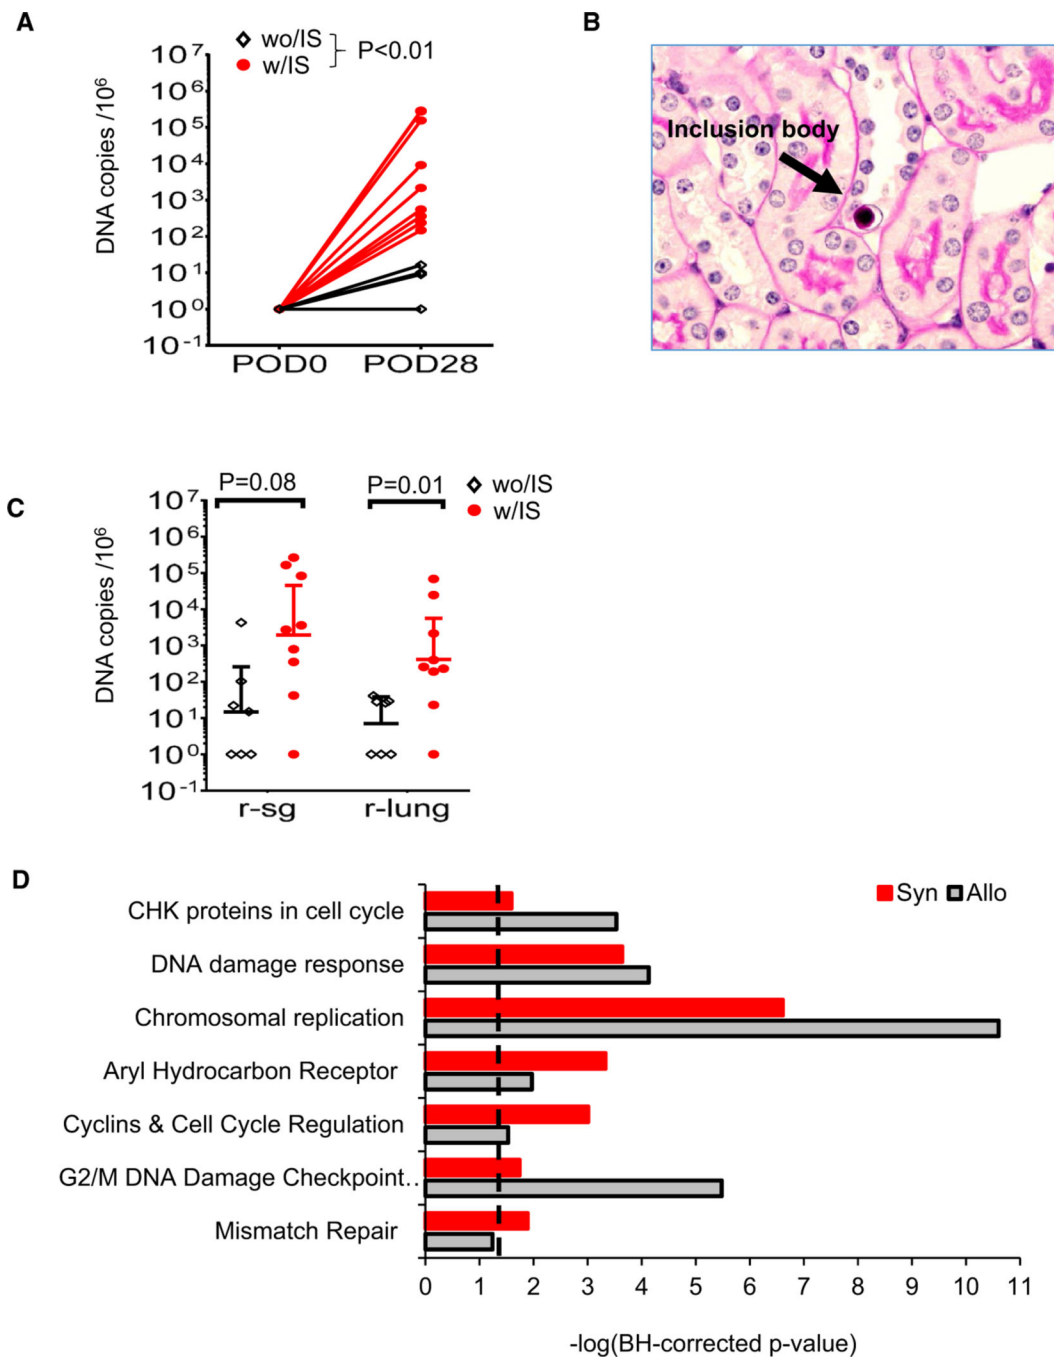 A
wo/IS
w/IS
P<0.01
DNA copies /10⁶
10⁷
10⁶
10⁵
10⁴
10³
10²
10¹
10⁰
10⁻¹
POD0 POD28
B
Inclusion body
C
P=0.08 P=0.01
wo/IS
w/IS
DNA copies /10⁶
10⁷
10⁶
10⁵
10⁴
10³
10²
10¹
10⁰
10⁻¹
r-sg r-lung
D
Syn Allo
CHK proteins in cell cycle
DNA damage response
Chromosomal replication
Aryl Hydrocarbon Receptor
Cyclins & Cell Cycle Regulation
G2/M DNA Damage Checkpoint..
Mismatch Repair
0 1 2 3 4 5 6 7 8 9 10 11
-log(BH-corrected p-value)